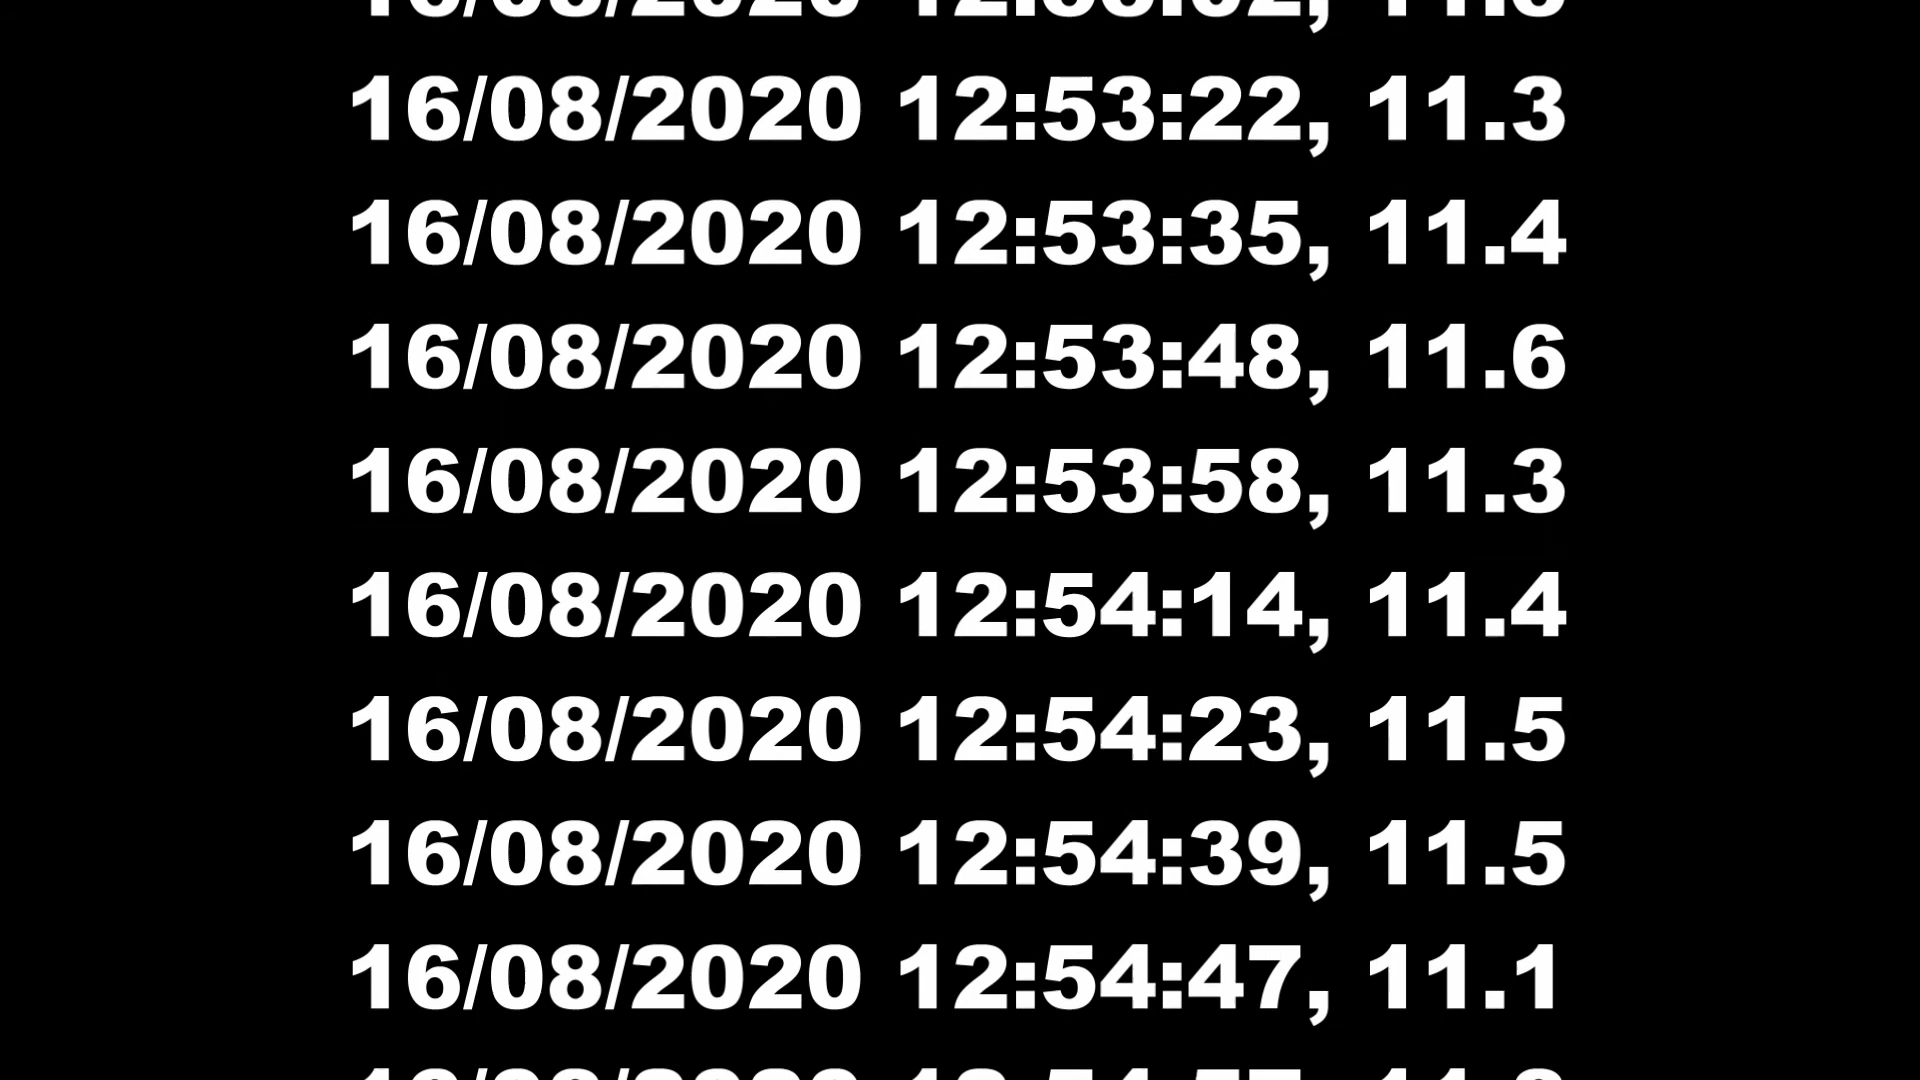 16/08/2020 12:53:22, 11.3
16/08/2020 12:53:35, 11.4
16/08/2020 12:53:48, 11.6
16/08/2020 12:53:58, 11.3
16/08/2020 12:54:14, 11.4
16/08/2020 12:54:23, 11.5
16/08/2020 12:54:39, 11.5
16/08/2020 12:54:47, 11.1